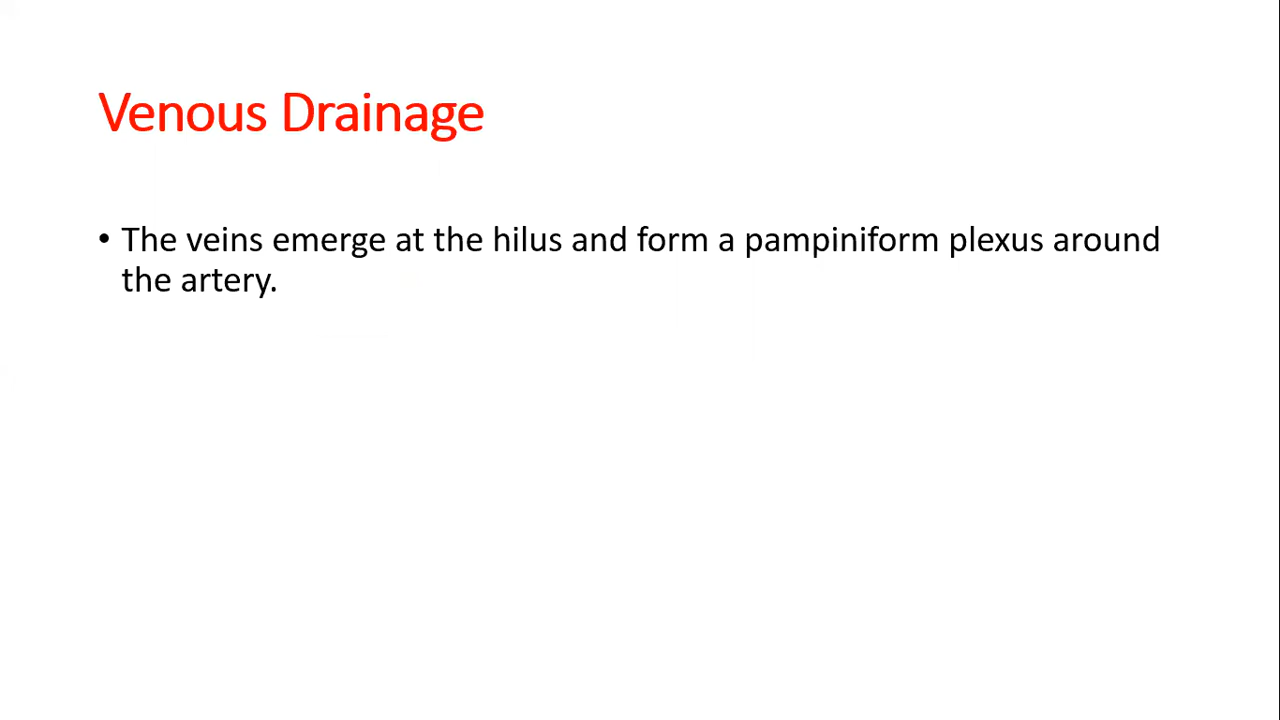 Venous Drainage
• The veins emerge at the hilus and form a pampiniform plexus around
the artery.